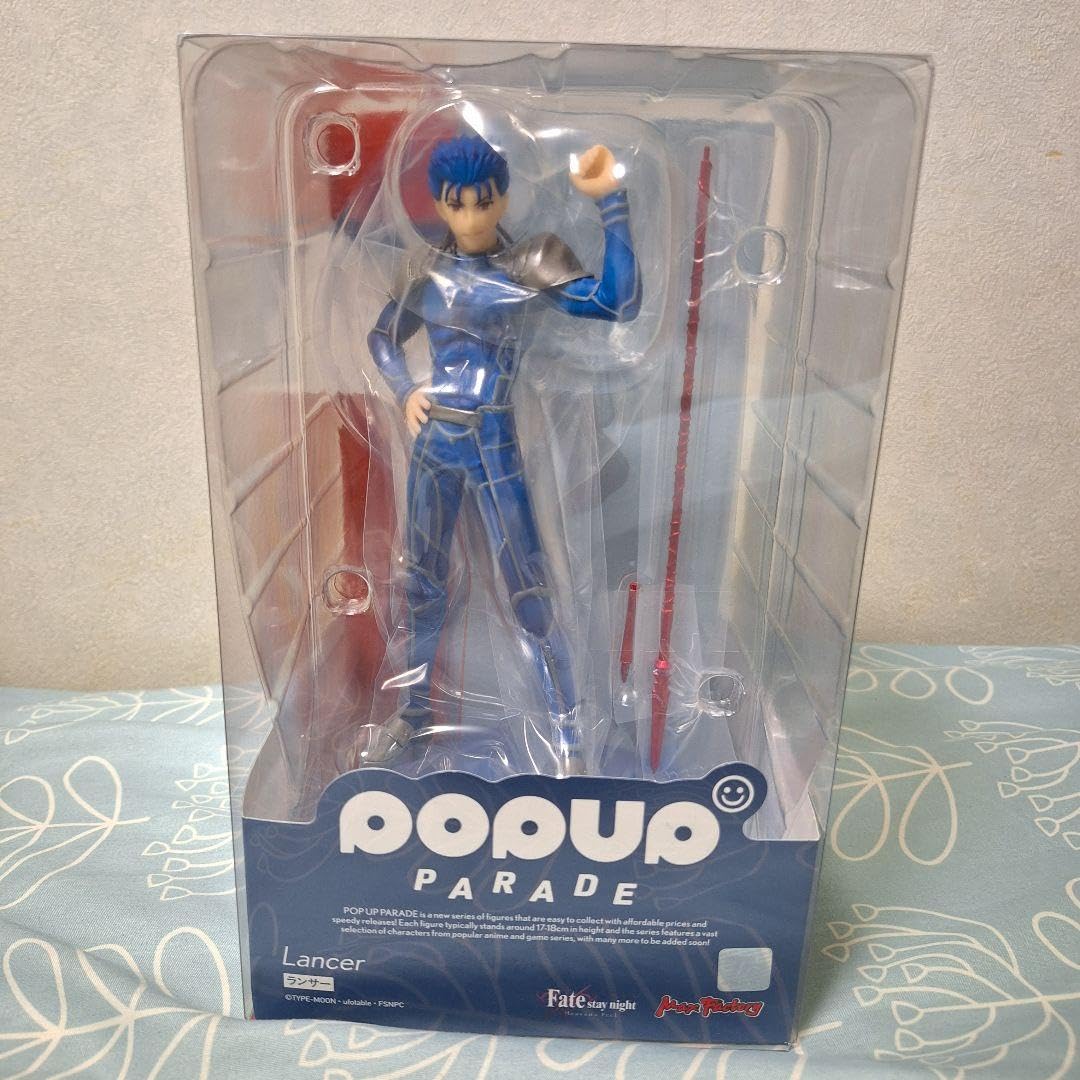 POPUP
PARADE
POP UP PARADE is a new series of figures that are easy to collect with affordable prices and
speedy releases! Each figure typically stands around 17-18cm in height and the series features a vast
selection of characters from popular anime and game series, with many more to be added soon!
Lancer
ランサー
©TYPE-MOON・ufotable・FSNPC
Fate stay night
Heaven's Feel
Max Factory